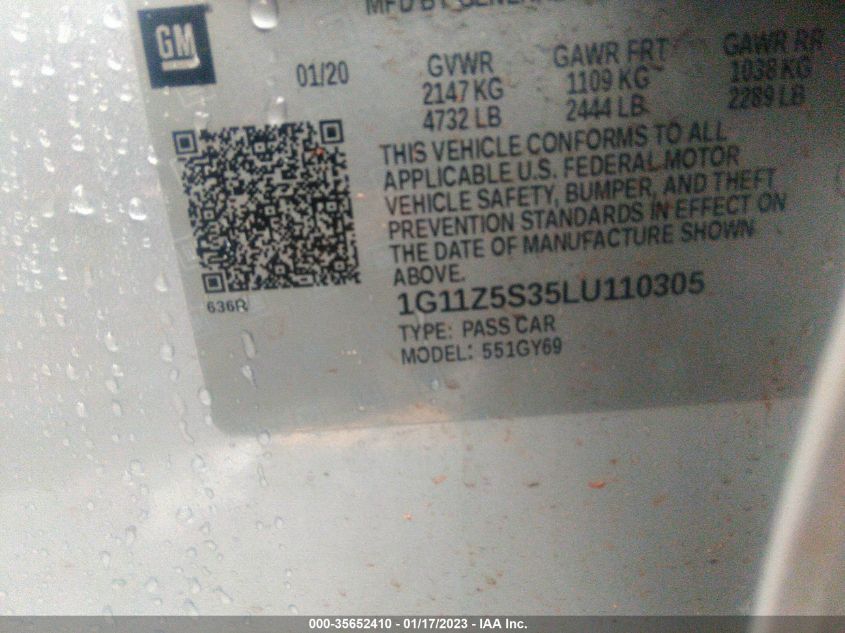 MFD BY GENERAL
GM
01/20
GVWR GAWR FRT GAWR RR
2147 KG 1109 KG 1038 KG
4732 LB 2444 LB 2289 LB
THIS VEHICLE CONFORMS TO ALL
APPLICABLE U.S. FEDERAL MOTOR
VEHICLE SAFETY, BUMPER, AND THEFT
PREVENTION STANDARDS IN EFFECT ON
THE DATE OF MANUFACTURE SHOWN
ABOVE.
636R
1G11Z5S35LU110305
TYPE: PASS CAR
MODEL: 551GY69
000-35652410 - 01/17/2023 - IAA Inc.